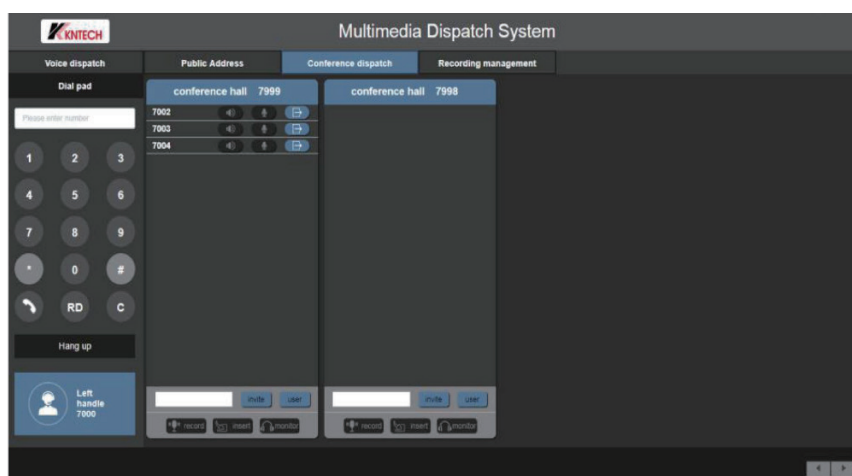 KNTECH
Multimedia Dispatch System
Voice dispatch
Public Address
Conference dispatch
Recording management
Dial pad
Please enter number
1 2 3
4 5 6
7 8 9
* 0 #
RD C
Hang up
Left
handle
7000
conference hall 7999
7002
7003
7004
invite user
record insert monitor
conference hall 7998
invite user
record insert monitor